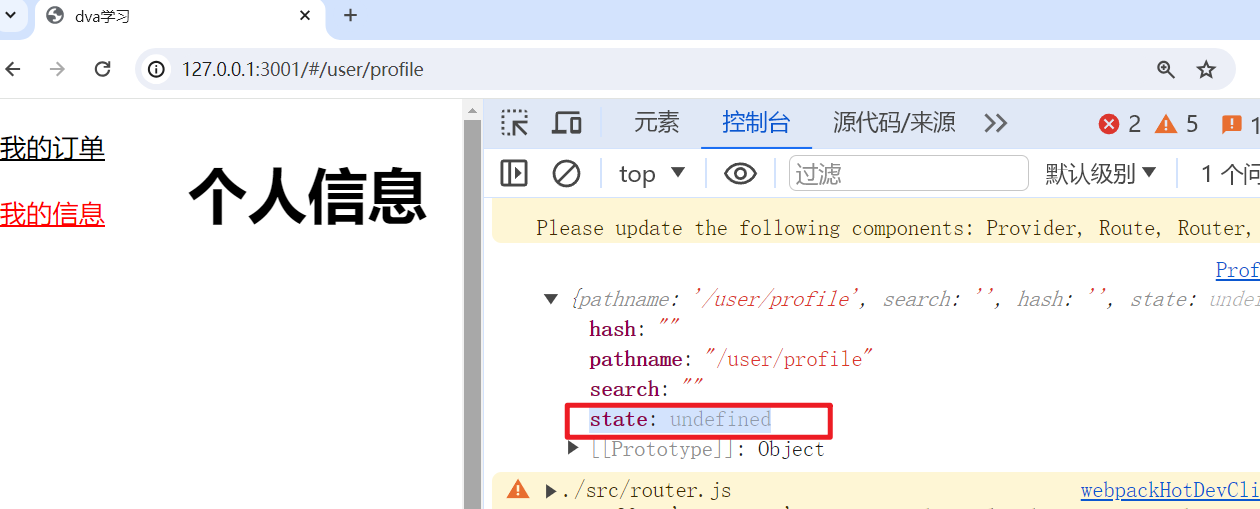 dva学习
127.0.0.1:3001/#/user/profile
我的订单
我的信息
个人信息
元素 控制台 源代码/来源 2 5 1
top 过滤 默认级别 1 个问
Please update the following components: Provider, Route, Router,
Prof
{pathname: '/user/profile', search: '', hash: '', state: undef
hash: ""
pathname: "/user/profile"
search: ""
state: undefined
[[Prototype]]: Object
./src/router.js webpackHotDevCli